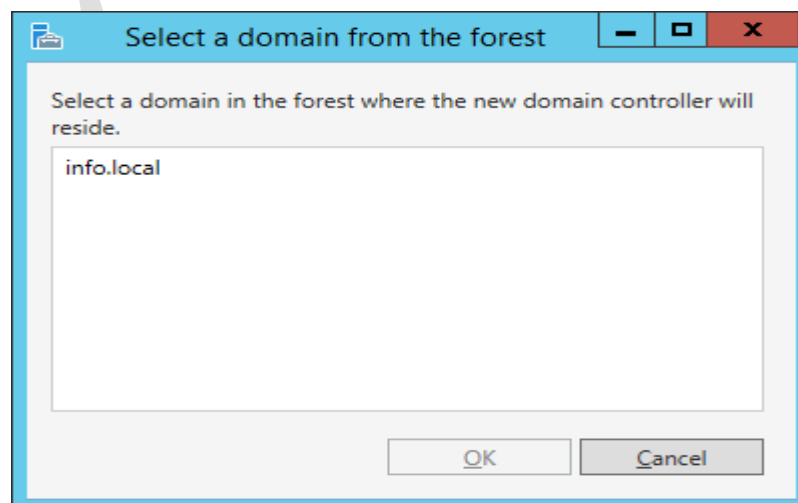 Select a domain from the forest
Select a domain in the forest where the new domain controller will
reside.
info.local
OK
Cancel